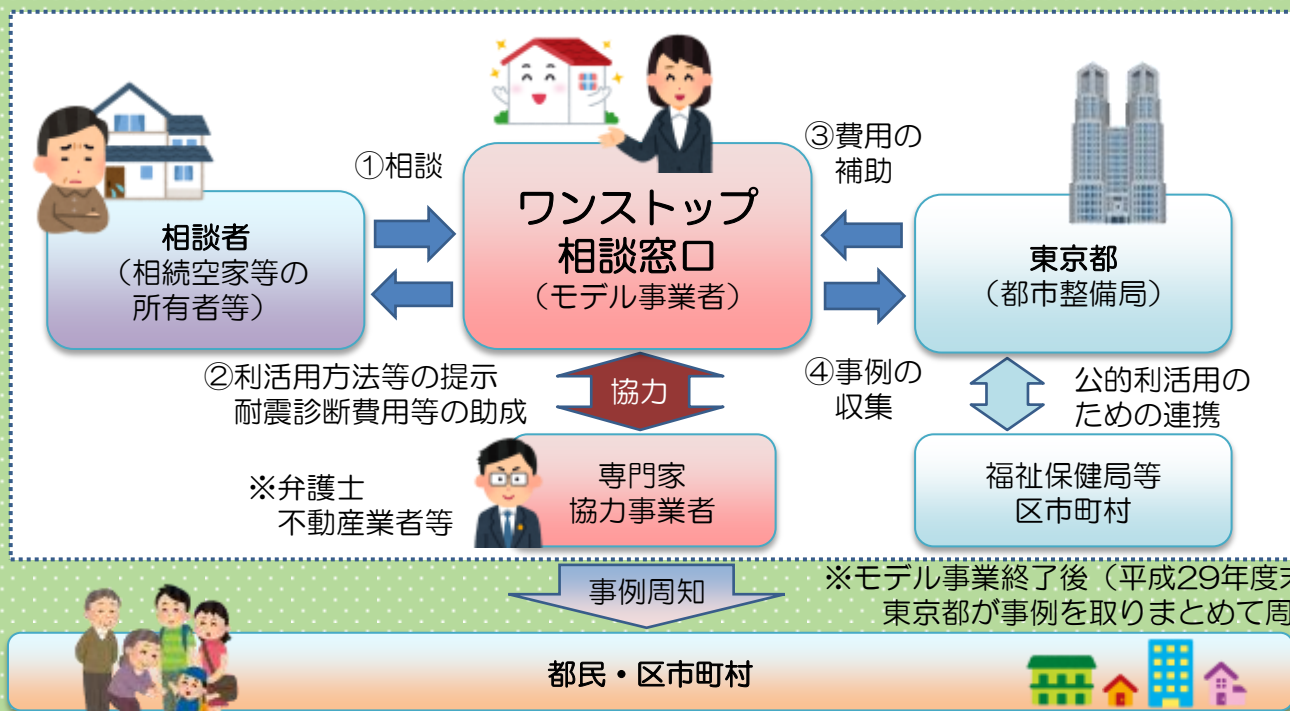 ①相談
ワンストップ
相談窓口
（モデル事業者）
③費用の
補助
相談者
（相続空家等の
所有者等）
東京都
（都市整備局）
②利活用方法等の提示
耐震診断費用等の助成
協力
④事例の
収集
公的利活用の
ための連携
※弁護士
不動産業者等
専門家
協力事業者
福祉保健局等
区市町村
事例周知
※モデル事業終了後（平成29年度末
東京都が事例を取りまとめて周
都民・区市町村